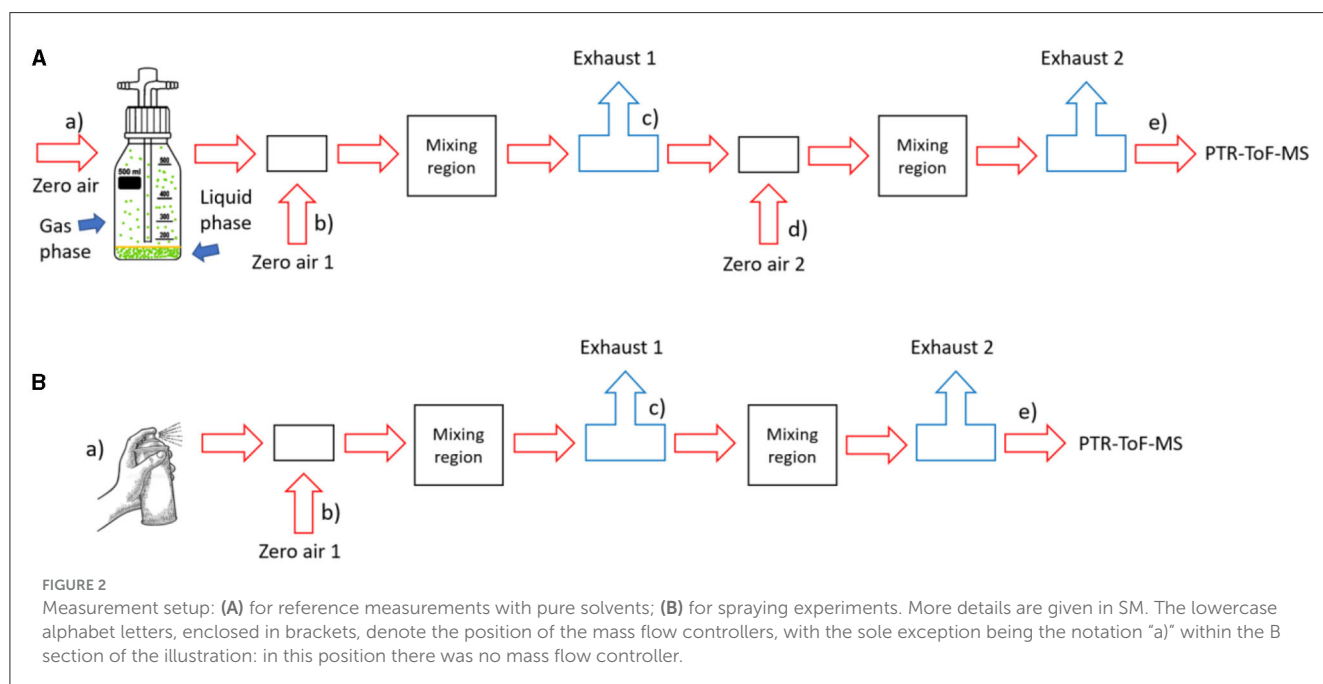 A
Exhaust 1
Exhaust 2
a)
c)
e)
500
500 ml
400
300
200
Zero air
Liquid
phase
Gas
phase
Mixing
region
Mixing
region
PTR-ToF-MS
b)
d)
Zero air 1
Zero air 2
B
Exhaust 1
Exhaust 2
a)
c)
e)
Mixing
region
Mixing
region
PTR-ToF-MS
b)
Zero air 1
FIGURE 2
Measurement setup: (A) for reference measurements with pure solvents; (B) for spraying experiments. More details are given in SM. The lowercase
alphabet letters, enclosed in brackets, denote the position of the mass flow controllers, with the sole exception being the notation “a)” within the B
section of the illustration: in this position there was no mass flow controller.